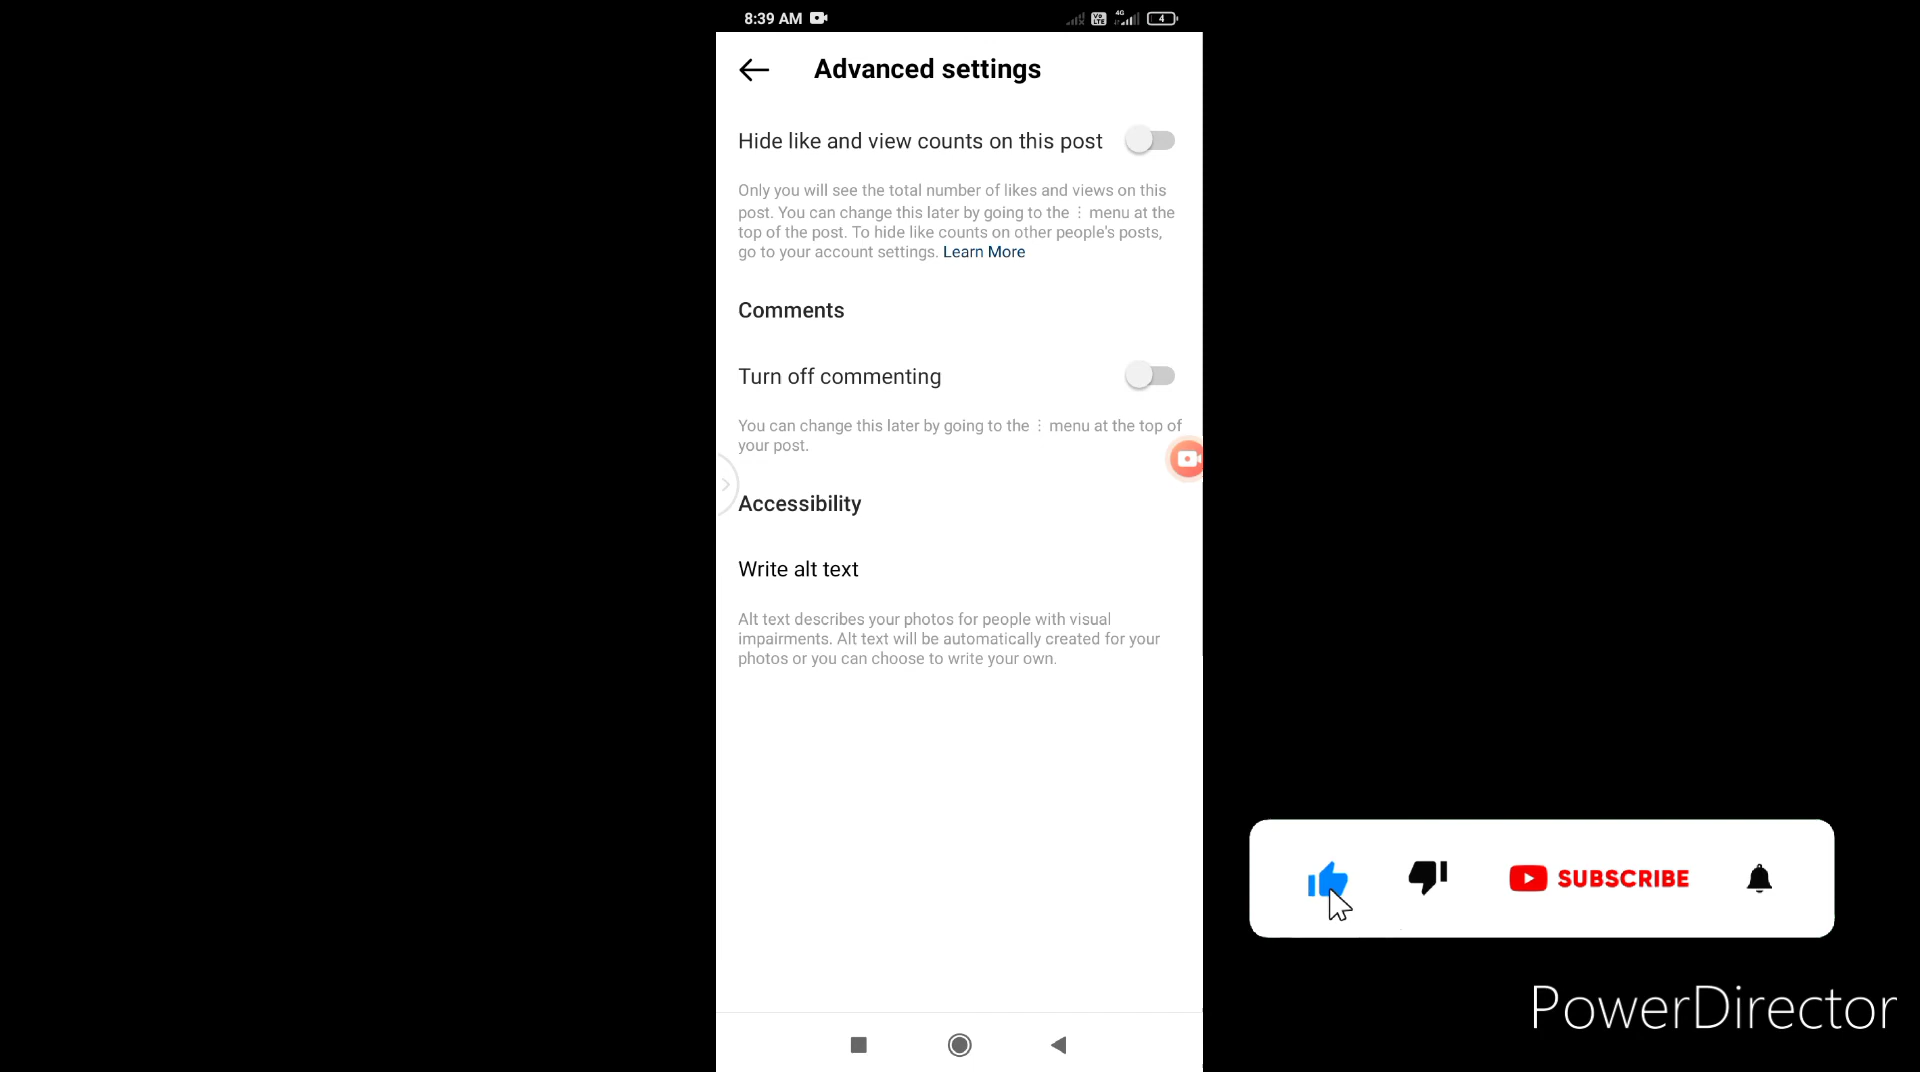 8:39 AM
Vo LTE 4G 4
Advanced settings
Hide like and view counts on this post
Only you will see the total number of likes and views on this
post. You can change this later by going to the ⋮ menu at the
top of the post. To hide like counts on other people's posts,
go to your account settings. Learn More
Comments
Turn off commenting
You can change this later by going to the ⋮ menu at the top of
your post.
Accessibility
Write alt text
Alt text describes your photos for people with visual
impairments. Alt text will be automatically created for your
photos or you can choose to write your own.
SUBSCRIBE
PowerDirector